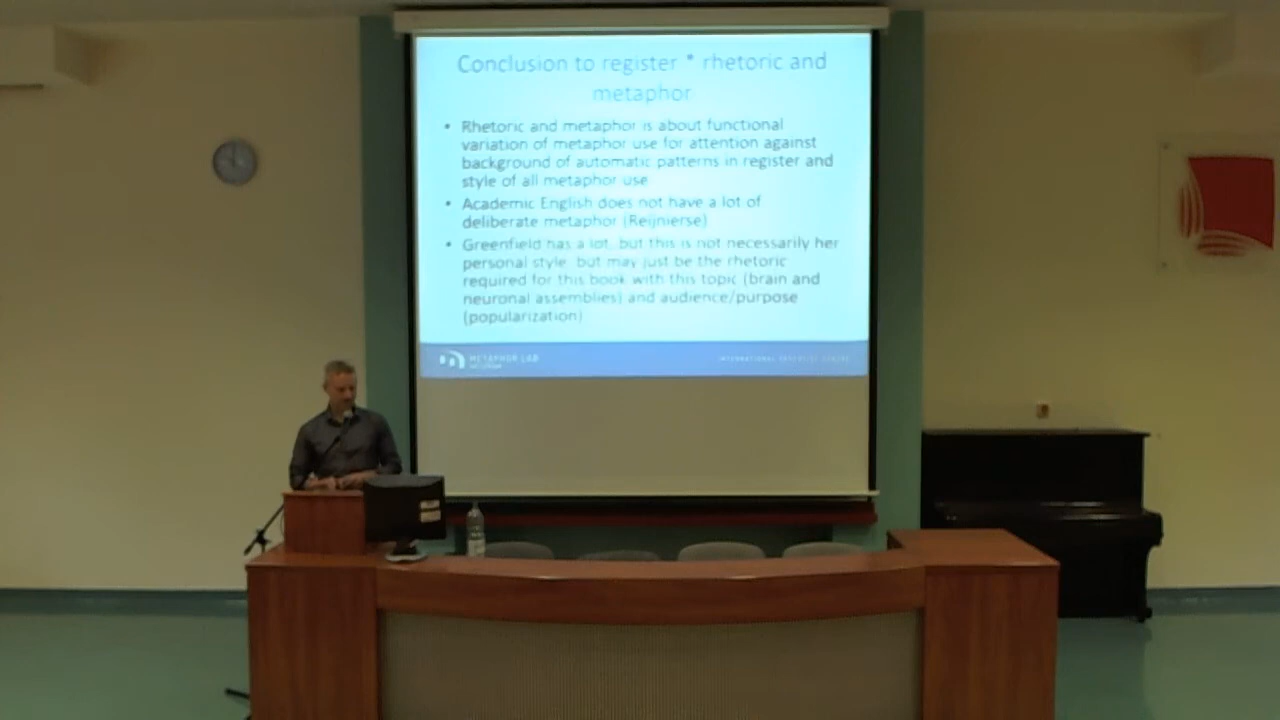 Conclusion to register * rhetoric and
metaphor
• Rhetoric and metaphor is about functional
variation of metaphor use for attention against
background of automatic patterns in register and
style of all metaphor use
• Academic English does not have a lot of
deliberate metaphor (Reijnierse)
• Greenfield has a lot, but this is not necessarily her
personal style, but may just be the rhetoric
required for this book with this topic (brain and
neuronal assemblies) and audience/purpose
(popularization)
METAPHOR LAB